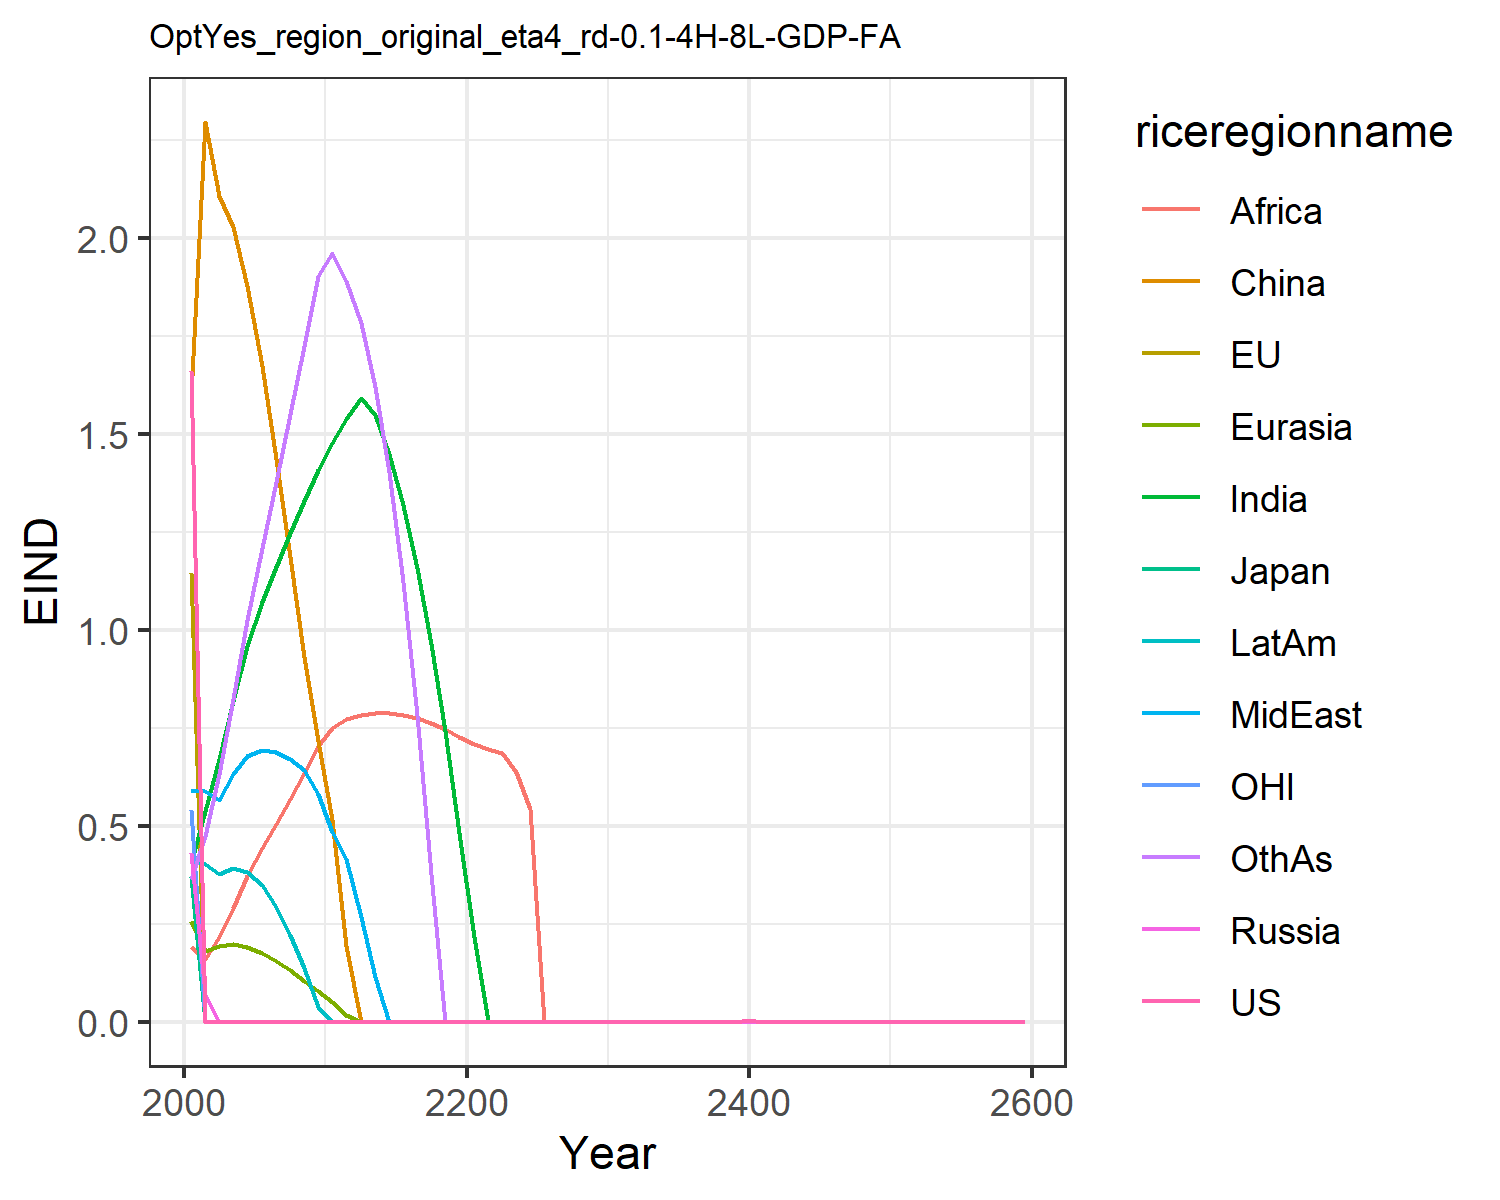 OptYes_region_original_eta4_rd-0.1-4H-8L-GDP-FA
riceregionname
Africa
China
EU
Eurasia
India
Japan
LatAm
MidEast
OHI
OthAs
Russia
US
EIND
2.0
1.5
1.0
0.5
0.0
2000
2200
2400
2600
Year